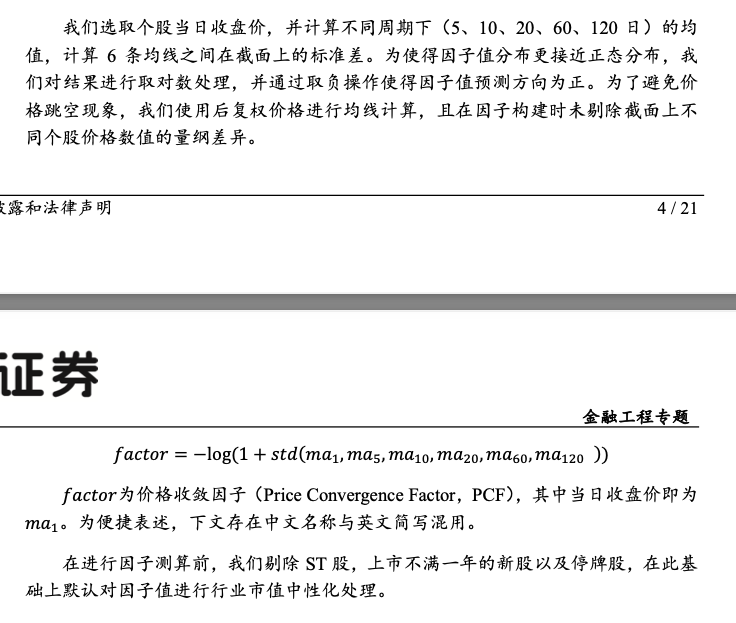 我们选取个股当日收盘价，并计算不同周期下（5、10、20、60、120 日）的均
值，计算 6 条均线之间在截面上的标准差。为使得因子值分布更接近正态分布，我
们对结果进行取对数处理，并通过取负操作使得因子值预测方向为正。为了避免价
格跳空现象，我们使用后复权价格进行均线计算，且在因子构建时未剔除截面上不
同个股价格数值的量纲差异。
露和法律声明
4 / 21
证券
金融工程专题
factor = −log(1 + std(ma₁, ma₅, ma₁₀, ma₂₀, ma₆₀, ma₁₂₀ ))
factor为价格收敛因子（Price Convergence Factor，PCF），其中当日收盘价即为
ma₁。为便捷表述，下文存在中文名称与英文简写混用。
在进行因子测算前，我们剔除 ST 股，上市不满一年的新股以及停牌股，在此基
础上默认对因子值进行行业市值中性化处理。